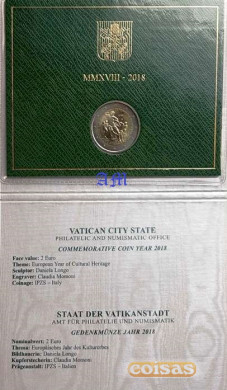 MMXVIII - 2018
AM
VATICAN CITY STATE
PHILATELIC AND NUMISMATIC OFFICE
COMMEMORATIVE COIN YEAR 2018
Face value: 2 Euro
Theme: European Year of Cultural Heritage
Sculptor: Daniela Longo
Engraver: Claudia Momoni
Coinage: IPZS - Italy
STAAT DER VATIKANSTADT
AMT FÜR PHILATELIE UND NUMISMATIK
GEDENKMÜNZE JAHR 2018
Nominalwert: 2 Euro
Thema: Europäisches Jahr des Kulturerbes
Bildhauerin: Daniela Longo
Kupferstecherin: Claudia Momoni
Prägeanstalt: IPZS - Italien
coisas